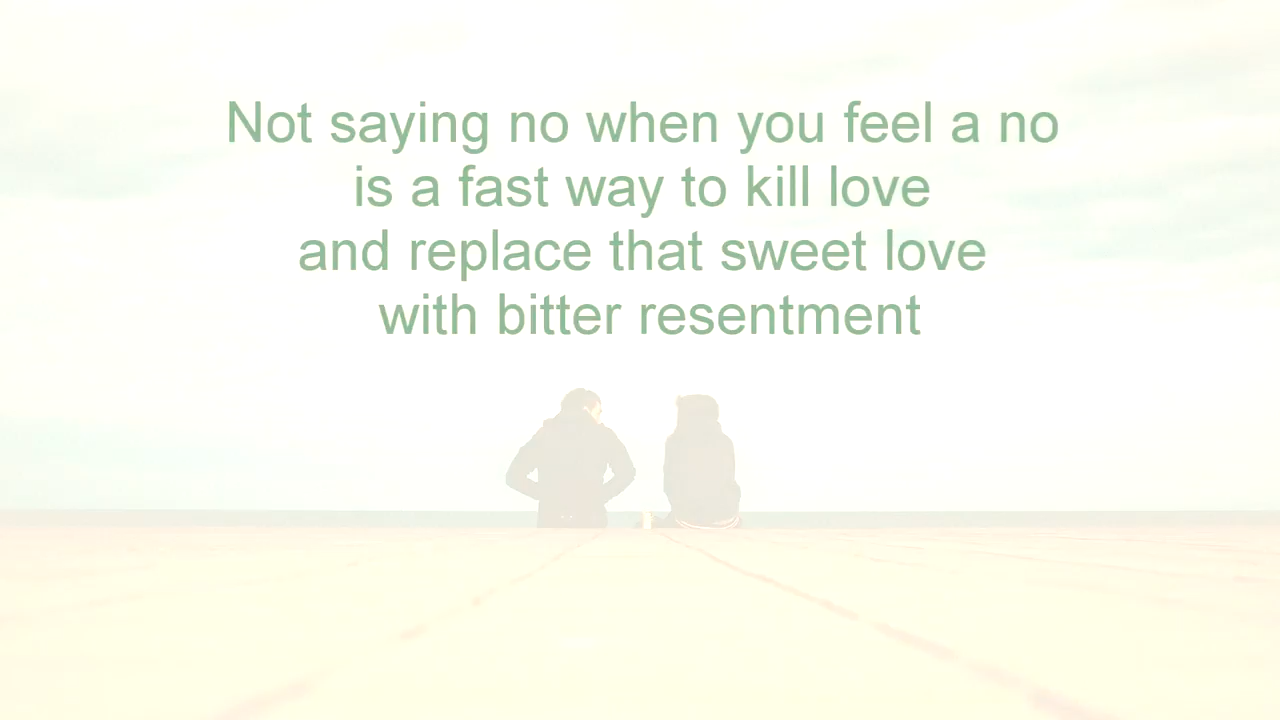 Not saying no when you feel a no
is a fast way to kill love
and replace that sweet love
with bitter resentment